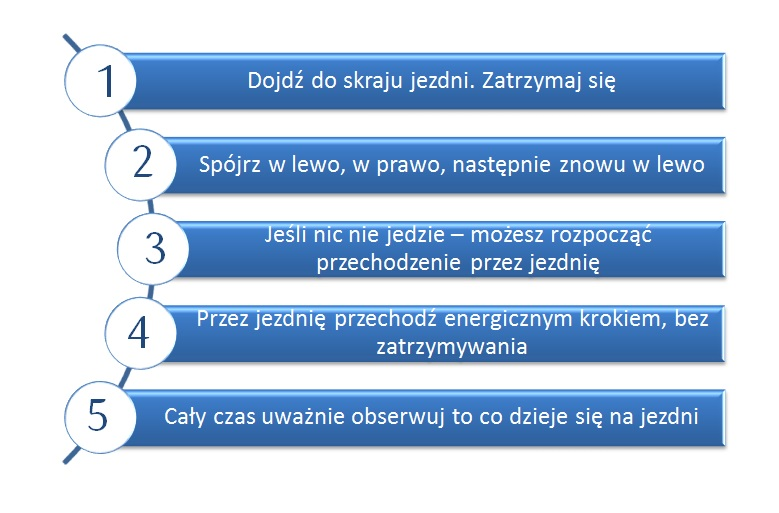 1
Dojdź do skraju jezdni. Zatrzymaj się
2
Spójrz w lewo, w prawo, następnie znowu w lewo
3
Jeśli nic nie jedzie – możesz rozpocząć
przechodzenie przez jezdnię
4
Przez jezdnię przechodź energicznym krokiem, bez
zatrzymywania
5
Cały czas uważnie obserwuj to co dzieje się na jezdni